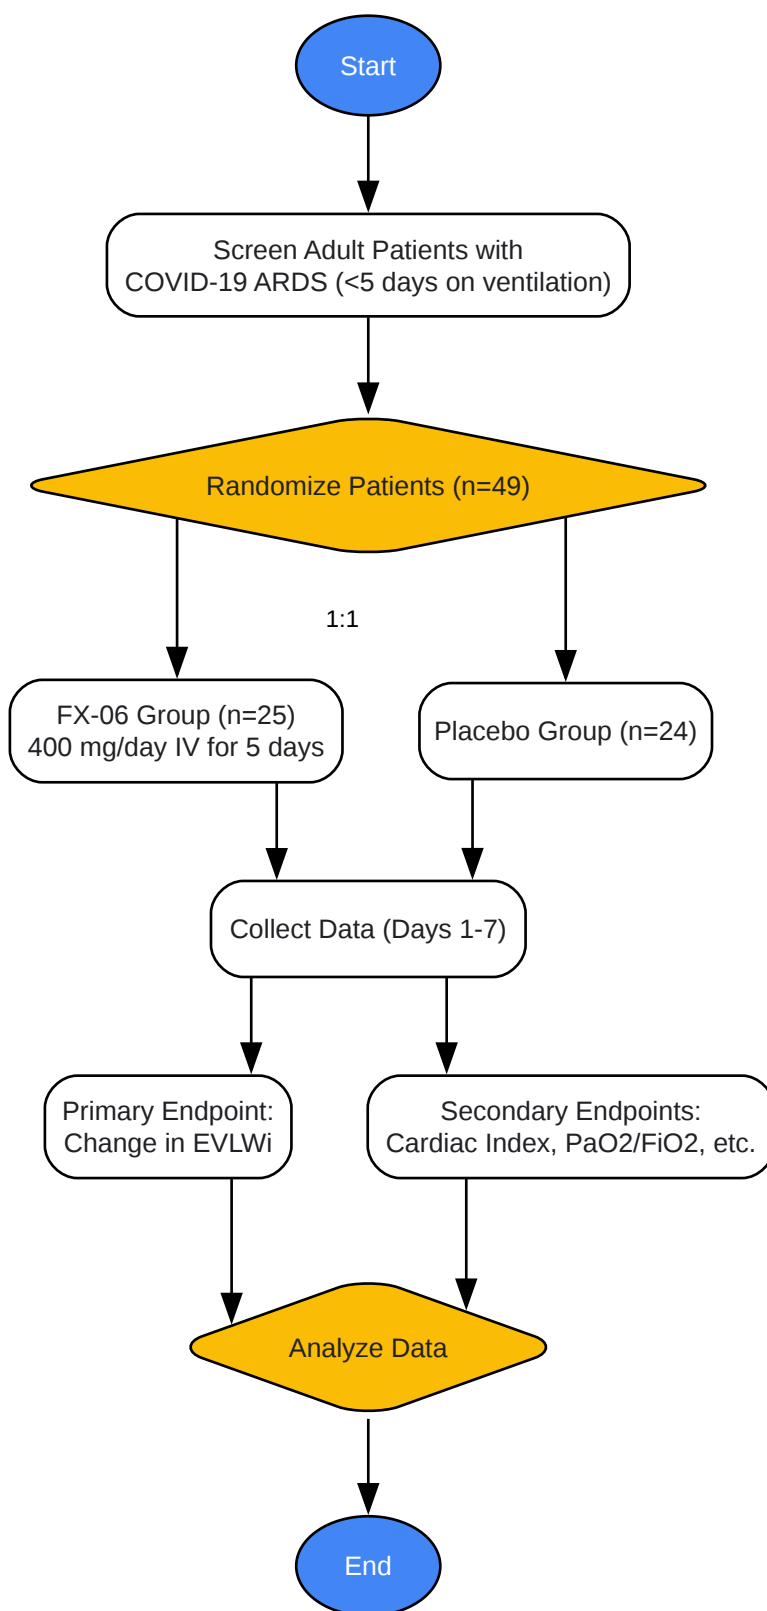 Start
Screen Adult Patients with
COVID-19 ARDS (<5 days on ventilation)
Randomize Patients (n=49)
1:1
FX-06 Group (n=25)
400 mg/day IV for 5 days
Placebo Group (n=24)
Collect Data (Days 1-7)
Primary Endpoint:
Change in EVLWi
Secondary Endpoints:
Cardiac Index, PaO2/FiO2, etc.
Analyze Data
End